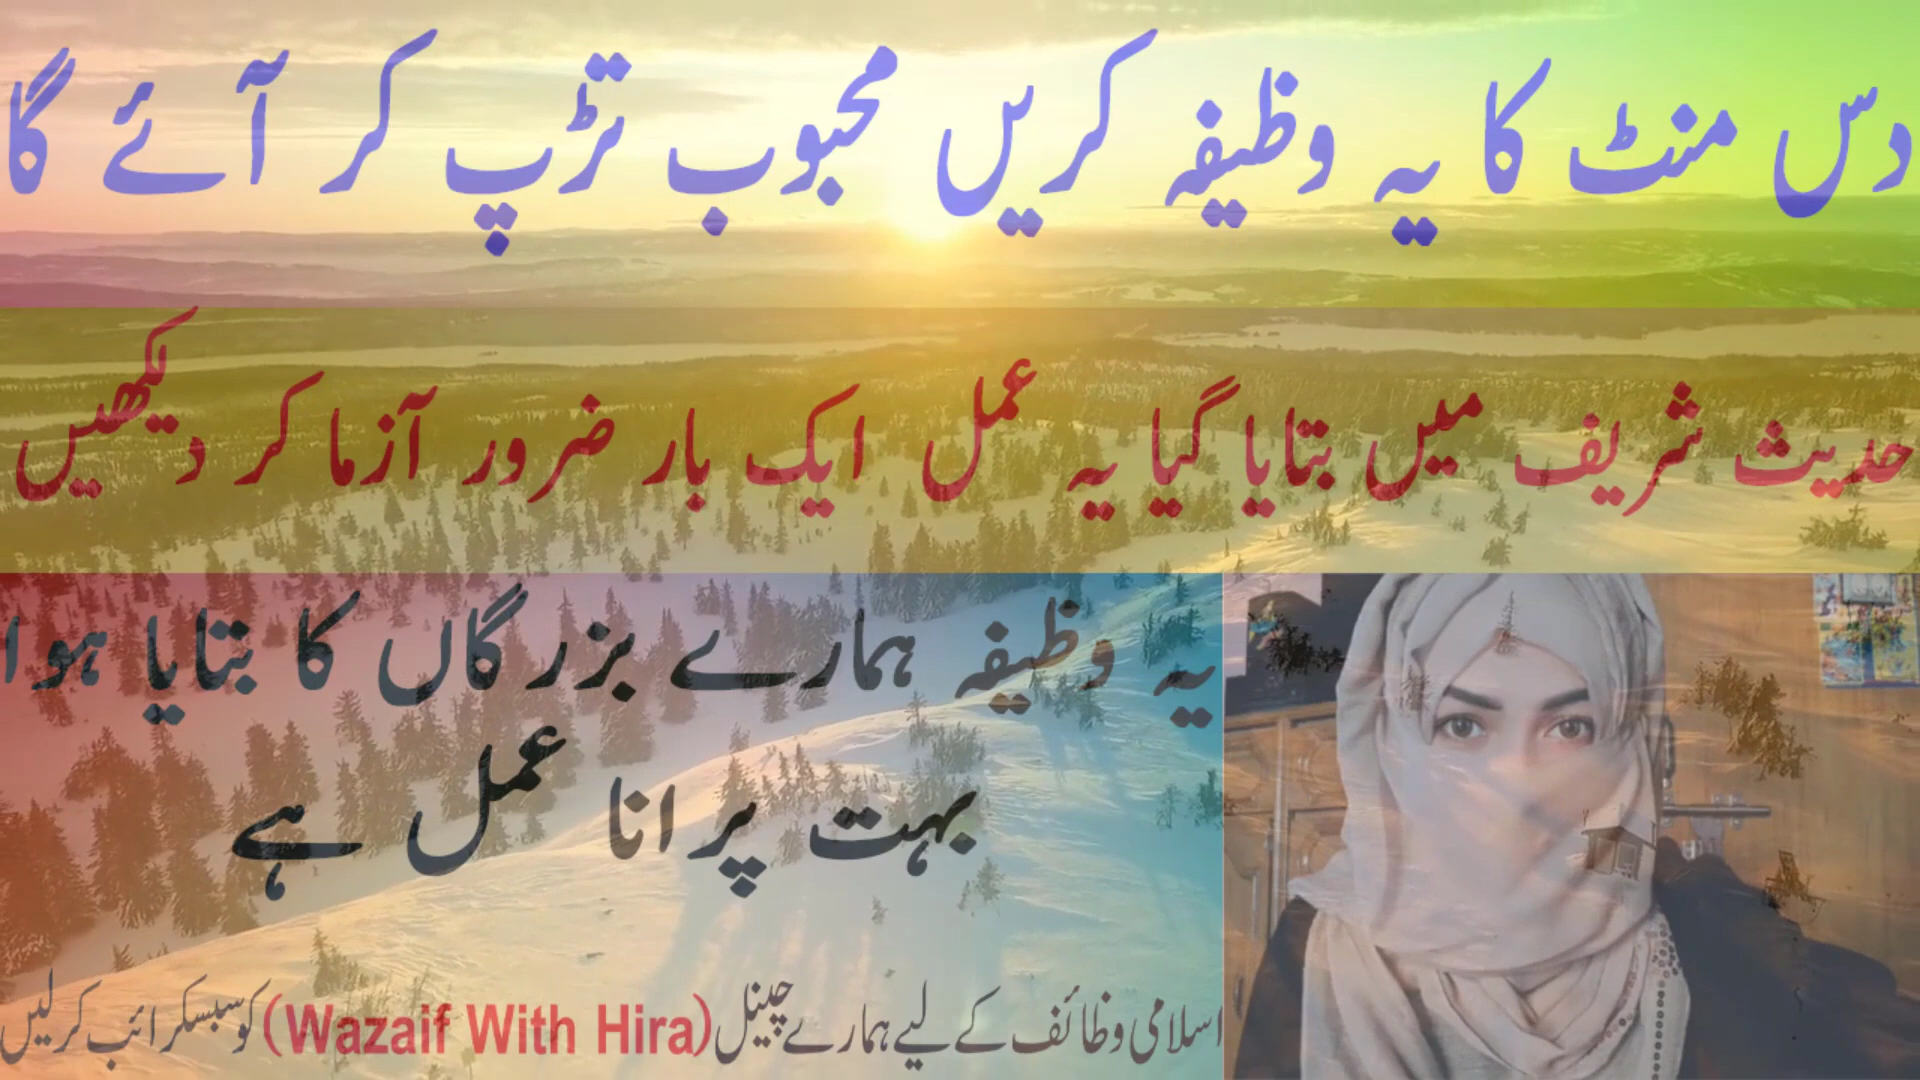 دس منٹ کا یہ وظیفہ کریں محبوب تڑپ کر آئے گا
حدیث شریف میں بتایا گیا یہ عمل ایک بار ضرور آزما کر دیکھیں
یہ وظیفہ ہمارے بزرگاں کا بتایا ہوا
بہت پرانا عمل ہے
اسلامی وظائف کے لیے ہمارے چینل (Wazaif With Hira) کو سبسکرائب کر لیں